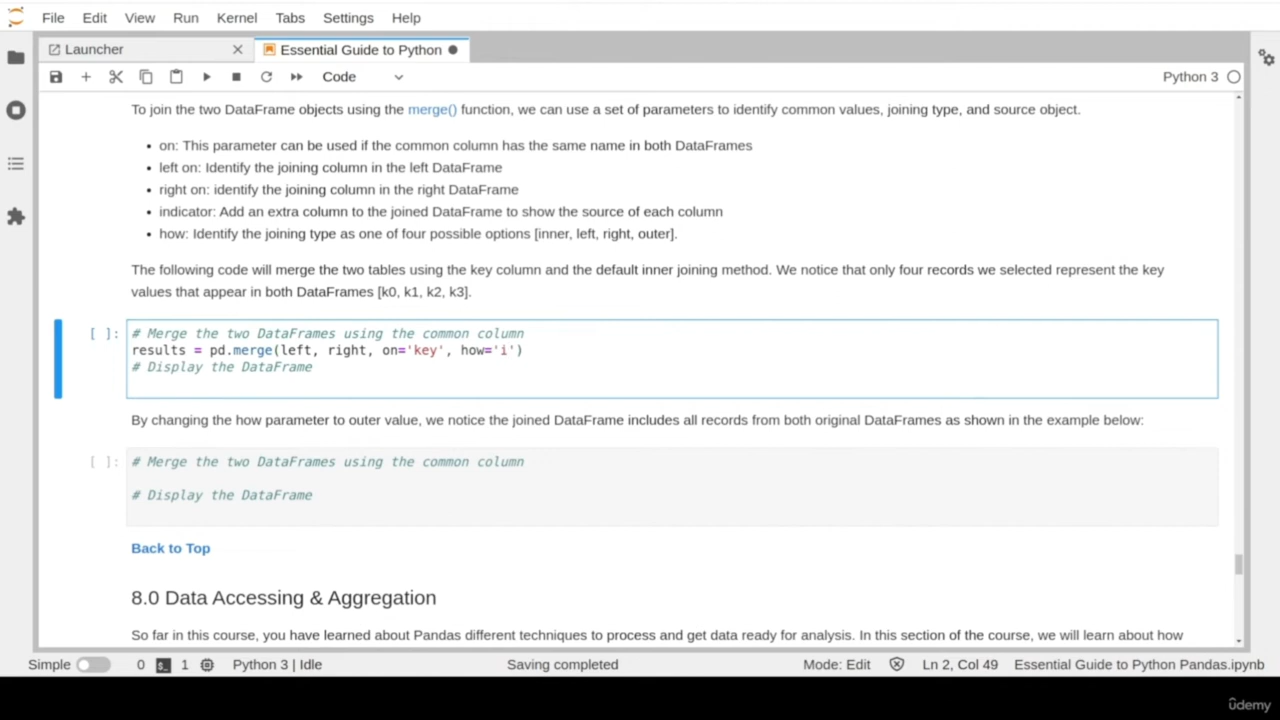 File Edit View Run Kernel Tabs Settings Help
Launcher
Essential Guide to Python
Code
Python 3
To join the two DataFrame objects using the merge() function, we can use a set of parameters to identify common values, joining type, and source object.
• on: This parameter can be used if the common column has the same name in both DataFrames
• left on: Identify the joining column in the left DataFrame
• right on: identify the joining column in the right DataFrame
• indicator: Add an extra column to the joined DataFrame to show the source of each column
• how: Identify the joining type as one of four possible options [inner, left, right, outer].
The following code will merge the two tables using the key column and the default inner joining method. We notice that only four records we selected represent the key
values that appear in both DataFrames [k0, k1, k2, k3].
[ ]: # Merge the two DataFrames using the common column
results = pd.merge(left, right, on='key', how='i')
# Display the DataFrame
By changing the how parameter to outer value, we notice the joined DataFrame includes all records from both original DataFrames as shown in the example below:
[ ]: # Merge the two DataFrames using the common column
# Display the DataFrame
Back to Top
8.0 Data Accessing & Aggregation
So far in this course, you have learned about Pandas different techniques to process and get data ready for analysis. In this section of the course, we will learn about how
Simple 0 $_ 1 Python 3 | Idle Saving completed Mode: Edit Ln 2, Col 49 Essential Guide to Python Pandas.ipynb
ûdemy